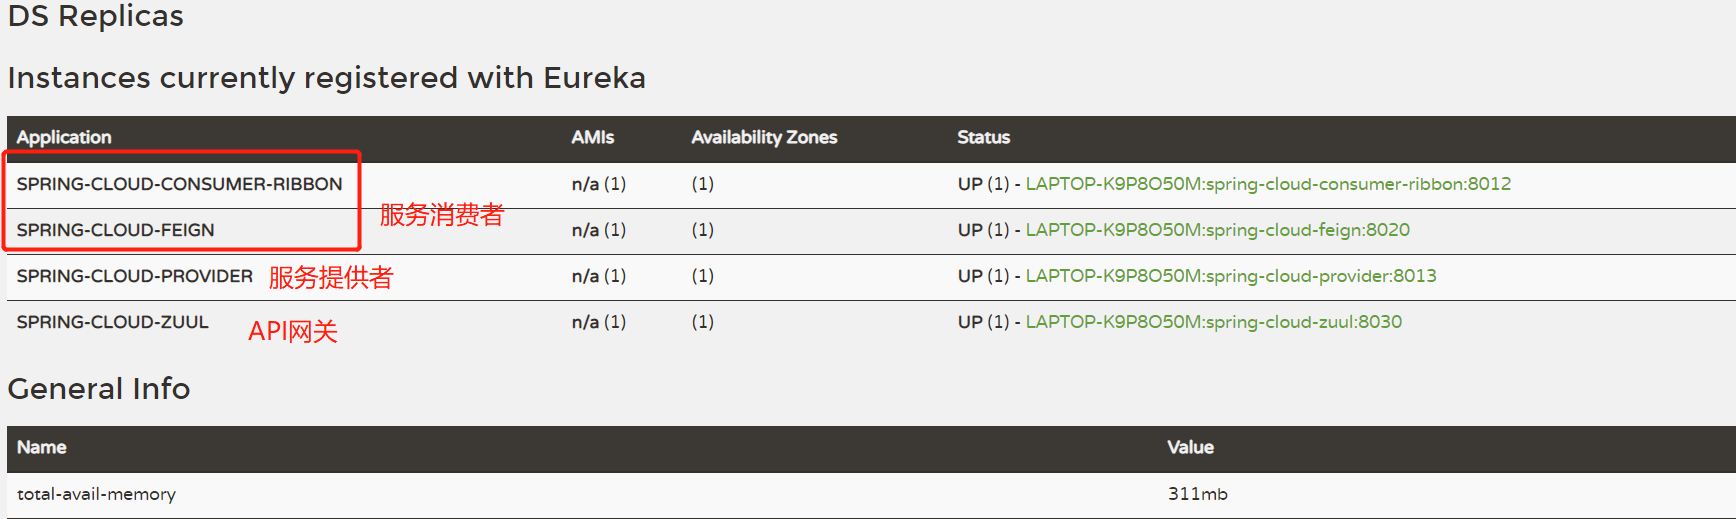 DS Replicas
Instances currently registered with Eureka
Application AMIs Availability Zones Status
SPRING-CLOUD-CONSUMER-RIBBON n/a (1) (1) UP (1) - LAPTOP-K9P8O50M:spring-cloud-consumer-ribbon:8012
服务消费者
SPRING-CLOUD-FEIGN n/a (1) (1) UP (1) - LAPTOP-K9P8O50M:spring-cloud-feign:8020
SPRING-CLOUD-PROVIDER 服务提供者 n/a (1) (1) UP (1) - LAPTOP-K9P8O50M:spring-cloud-provider:8013
SPRING-CLOUD-ZUUL API网关 n/a (1) (1) UP (1) - LAPTOP-K9P8O50M:spring-cloud-zuul:8030
General Info
Name Value
total-avail-memory 311mb